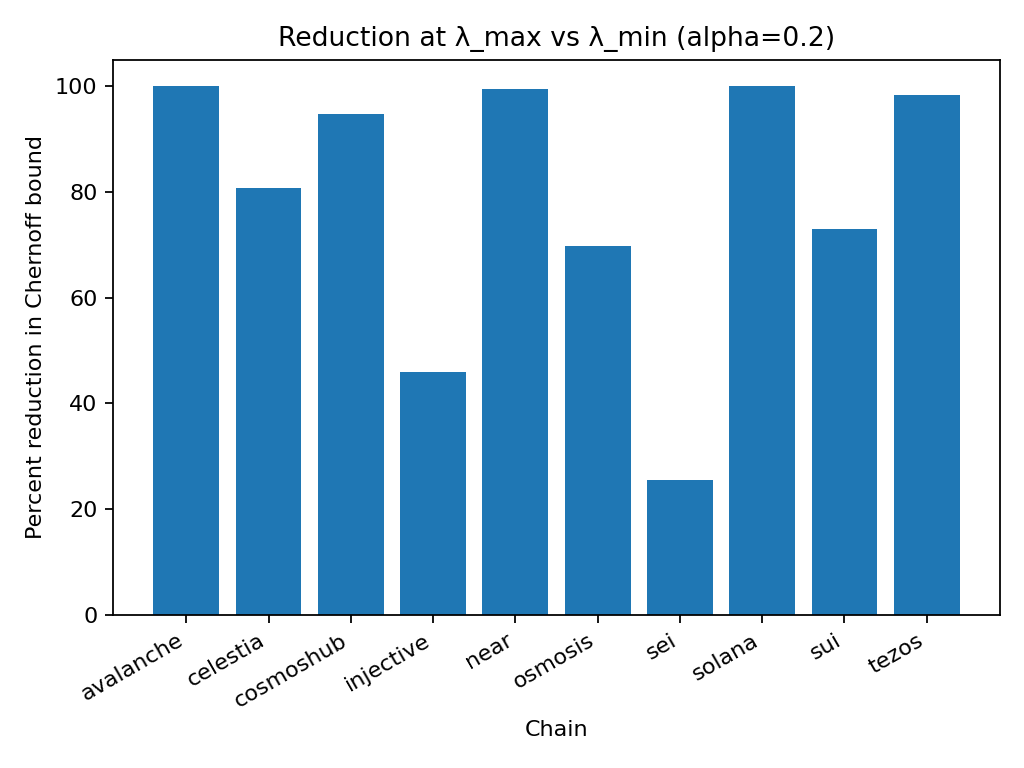 Reduction at λ_max vs λ_min (alpha=0.2)
Percent reduction in Chernoff bound
100
80
60
40
20
0
avalanche
celestia
cosmoshub
injective
near
osmosis
sei
solana
sui
tezos
Chain